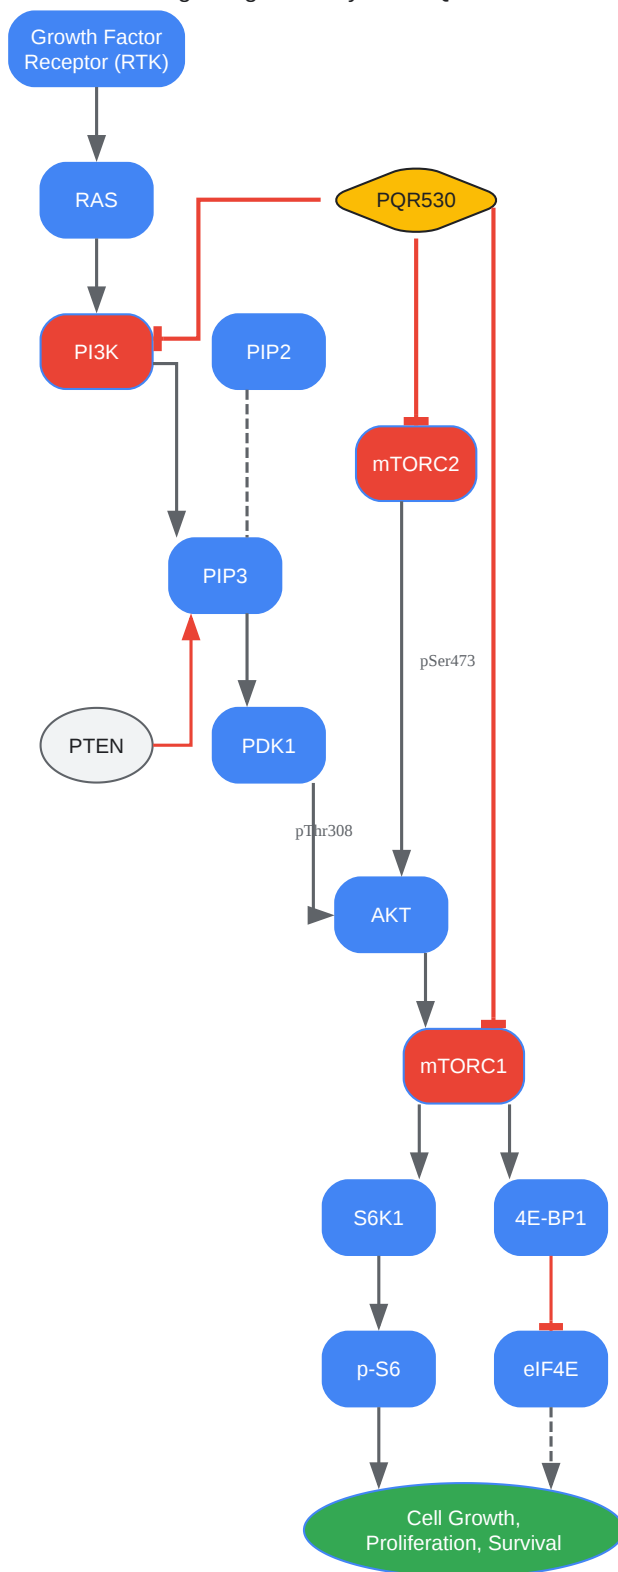 Growth Factor
Receptor (RTK)
RAS
PQR530
PI3K
PIP2
mTORC2
PIP3
pSer473
PTEN
PDK1
pThr308
AKT
mTORC1
S6K1
4E-BP1
p-S6
eIF4E
Cell Growth,
Proliferation, Survival